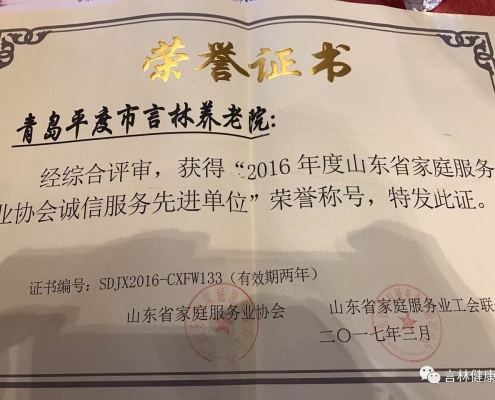 荣誉证书
青岛平度市言林养老院:
经综合评审，获得“2016年度山东省家庭服务
业协会诚信服务先进单位”荣誉称号，特发此证。
证书编号：SDJX2016-CXFW133（有效期两年）
山东省家庭服务业协会 山东省家庭服务业工会联
二〇一七年三月
言林健康